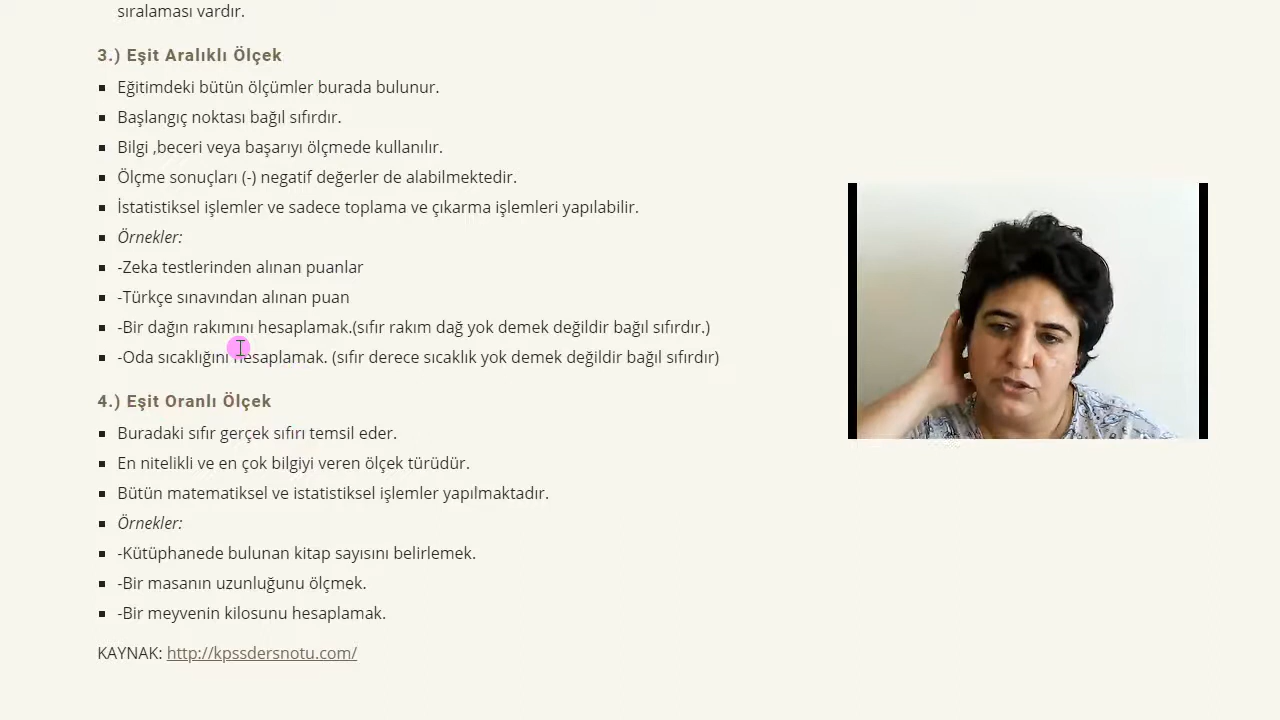 sıralaması vardır.
3.) Eşit Aralıklı Ölçek
Eğitimdeki bütün ölçümler burada bulunur.
Başlangıç noktası bağıl sıfırdır.
Bilgi ,beceri veya başarıyı ölçmede kullanılır.
Ölçme sonuçları (-) negatif değerler de alabilmektedir.
İstatistiksel işlemler ve sadece toplama ve çıkarma işlemleri yapılabilir.
Örnekler:
-Zeka testlerinden alınan puanlar
-Türkçe sınavından alınan puan
-Bir dağın rakımını hesaplamak.(sıfır rakım dağ yok demek değildir bağıl sıfırdır.)
-Oda sıcaklığını hesaplamak. (sıfır derece sıcaklık yok demek değildir bağıl sıfırdır)
4.) Eşit Oranlı Ölçek
Buradaki sıfır gerçek sıfırı temsil eder.
En nitelikli ve en çok bilgiyi veren ölçek türüdür.
Bütün matematiksel ve istatistiksel işlemler yapılmaktadır.
Örnekler:
-Kütüphanede bulunan kitap sayısını belirlemek.
-Bir masanın uzunluğunu ölçmek.
-Bir meyvenin kilosunu hesaplamak.
KAYNAK: http://kpssdersnotu.com/